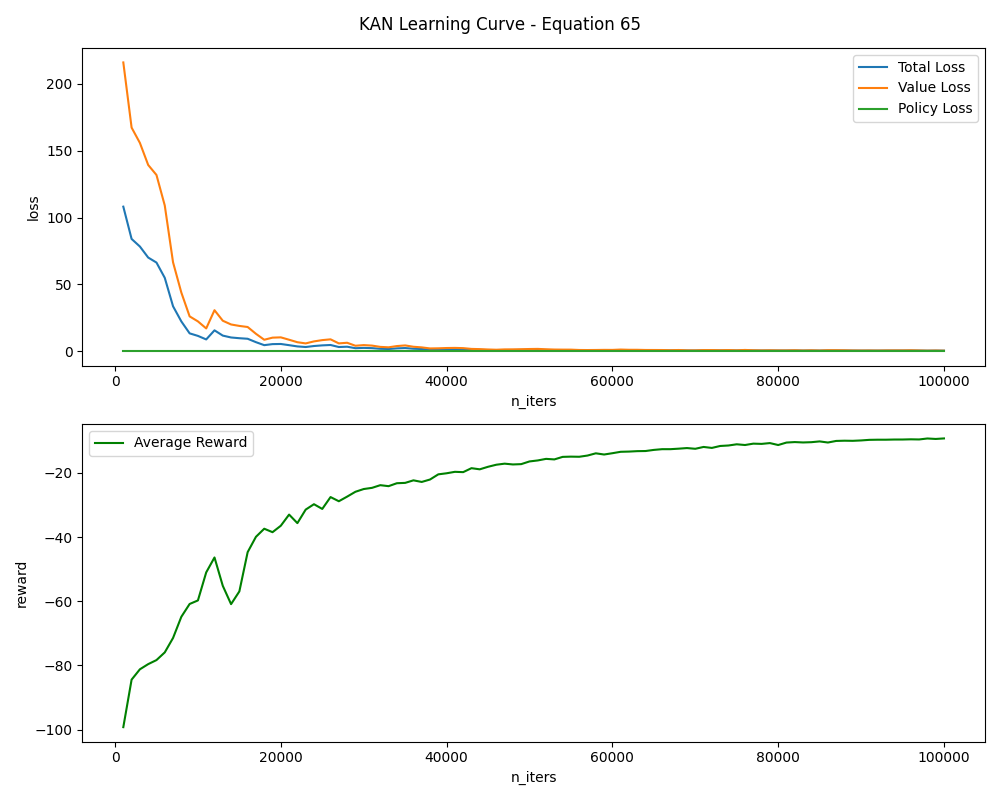 KAN Learning Curve - Equation 65
Total Loss
Value Loss
Policy Loss
200
150
100
50
0
loss
0 20000 40000 60000 80000 100000
n_iters
Average Reward
−20
−40
−60
−80
−100
reward
0 20000 40000 60000 80000 100000
n_iters